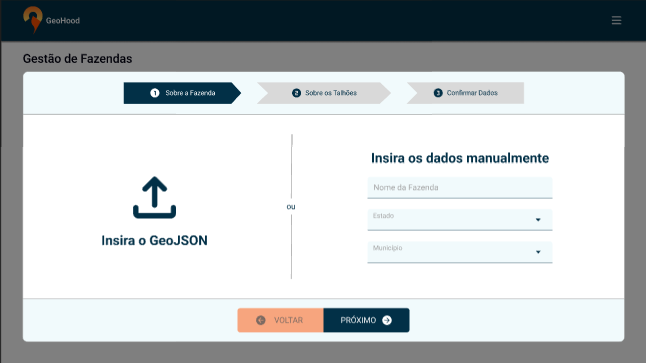 GeoHood
Gestão de Fazendas
1 Sobre a Fazenda
2 Sobre os Talhões
3 Confirmar Dados
Insira o GeoJSON
ou
Insira os dados manualmente
Nome da Fazenda
Estado
Município
VOLTAR
PRÓXIMO